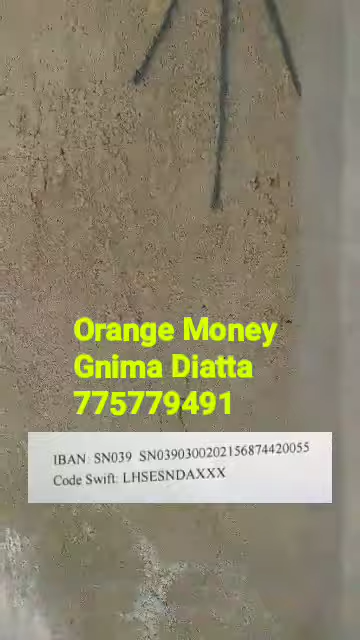 Orange Money
Gnima Diatta
775779491
IBAN: SN039 SN0390300202156874420055
Code Swift: LHSESNDAXXX